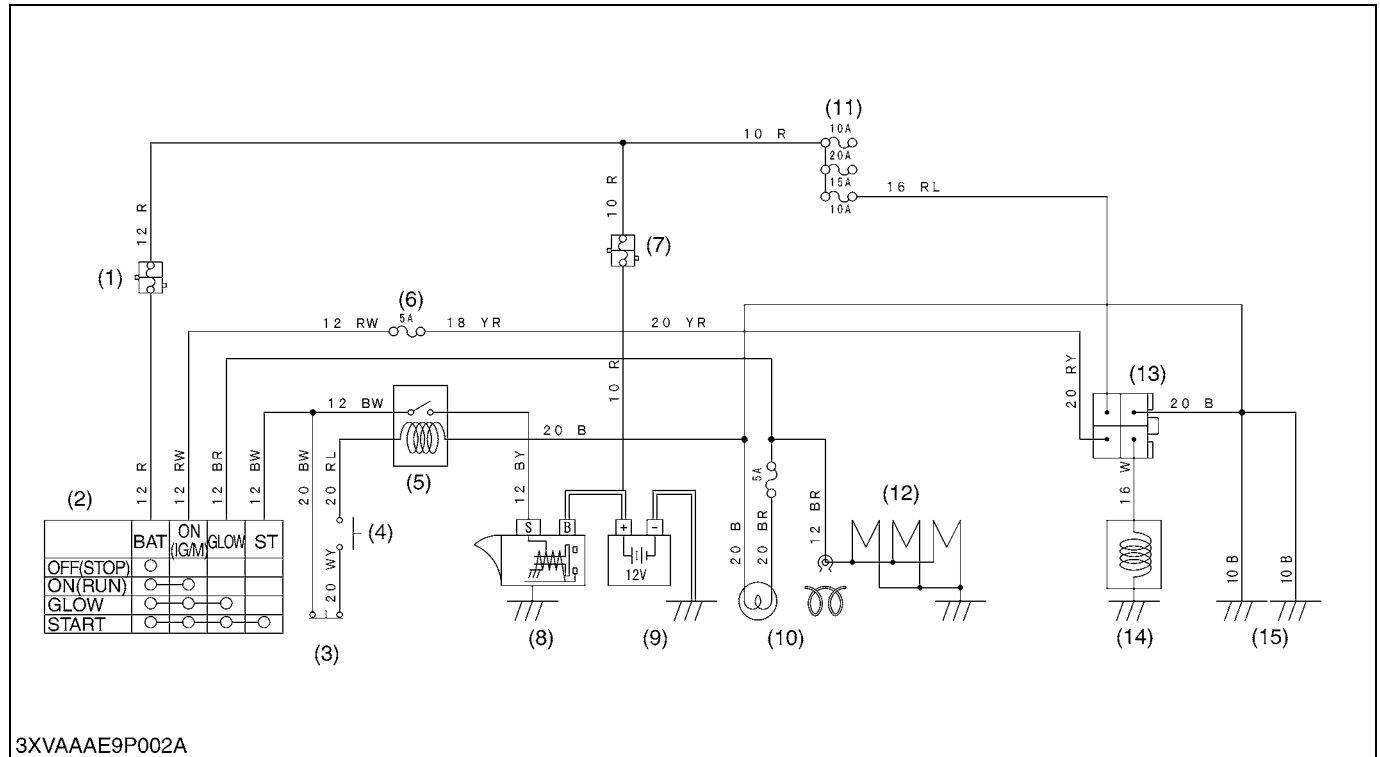 (11)
10A
10 R
20A
15A
10A
16 RL
12 R
10 R
(1)
(7)
(6)
5A
12 RW
18 YR
20 YR
10 R
20 RY
(13)
12 BW
20 B
20 B
(5)
(2)
12 R
12 RW
12 BR
12 BW
20 BW
20 RL
(4)
20 WY
(3)
12 BY
S
B
+
-
12V
(8)
(9)
5A
20 B
20 BR
(10)
12 BR
(12)
16 W
(14)
10 B
10 B
(15)
BAT
ON (IG/M)
GLOW
ST
OFF(STOP)
ON(RUN)
GLOW
START
3XVAAAE9P002A